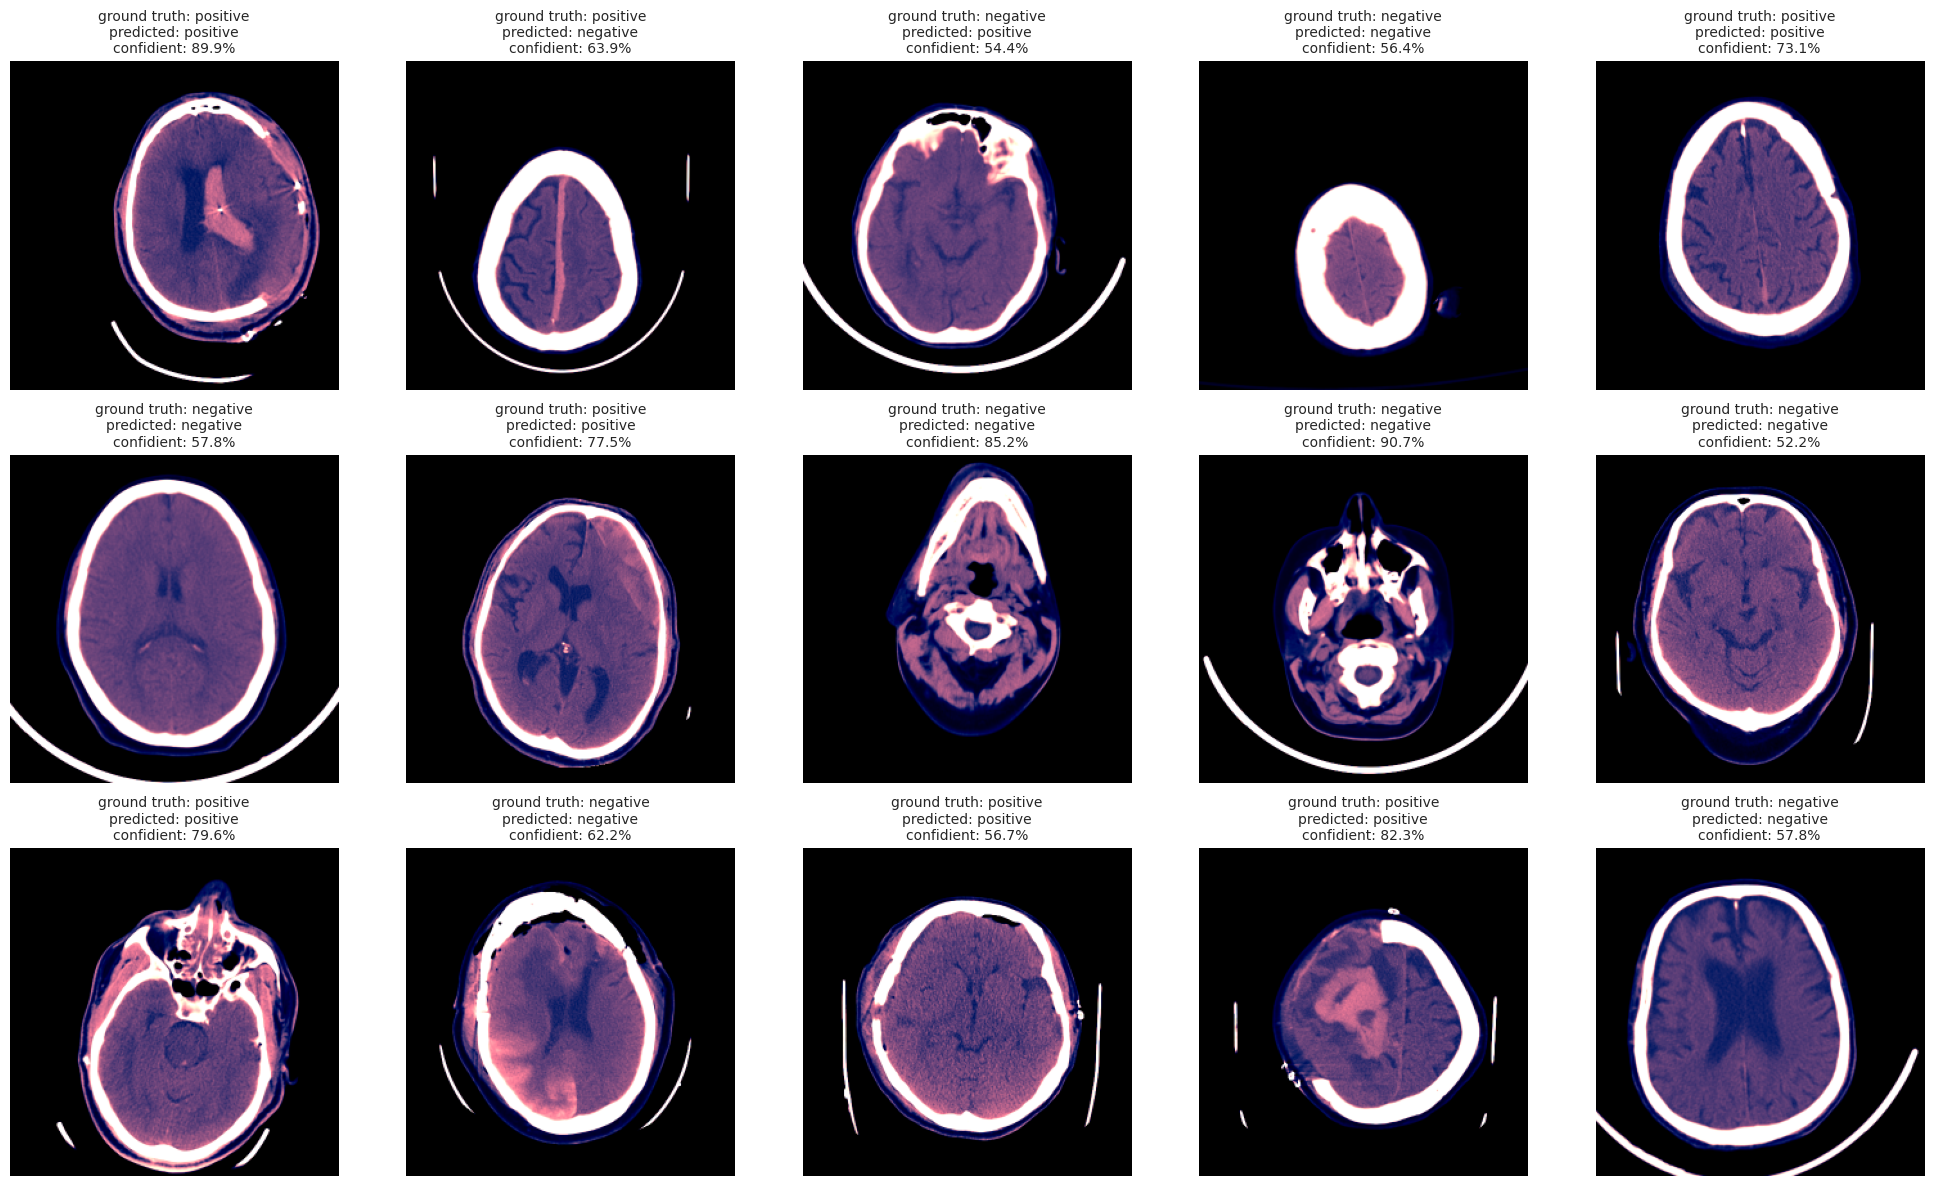 ground truth: positive
predicted: positive
confidient: 89.9%
ground truth: positive
predicted: negative
confidient: 63.9%
ground truth: negative
predicted: positive
confidient: 54.4%
ground truth: negative
predicted: negative
confidient: 56.4%
ground truth: positive
predicted: positive
confidient: 73.1%
ground truth: negative
predicted: negative
confidient: 57.8%
ground truth: positive
predicted: positive
confidient: 77.5%
ground truth: negative
predicted: negative
confidient: 85.2%
ground truth: negative
predicted: negative
confidient: 90.7%
ground truth: negative
predicted: negative
confidient: 52.2%
ground truth: positive
predicted: positive
confidient: 79.6%
ground truth: negative
predicted: negative
confidient: 62.2%
ground truth: positive
predicted: positive
confidient: 56.7%
ground truth: positive
predicted: positive
confidient: 82.3%
ground truth: negative
predicted: negative
confidient: 57.8%